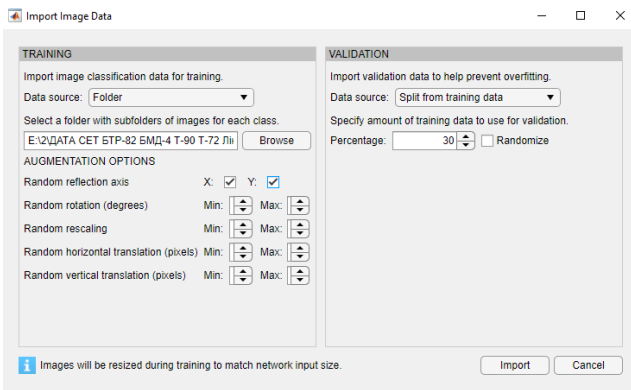 Import Image Data
TRAINING
Import image classification data for training.
Data source: Folder
Select a folder with subfolders of images for each class.
E:\2\ДАТА СЕТ БТР-82 БМД-4 Т-90 Т-72 Browse
AUGMENTATION OPTIONS
Random reflection axis X: Y:
Random rotation (degrees) Min: Max:
Random rescaling Min: Max:
Random horizontal translation (pixels) Min: Max:
Random vertical translation (pixels) Min: Max:
VALIDATION
Import validation data to help prevent overfitting.
Data source: Split from training data
Specify amount of training data to use for validation.
Percentage: 30 Randomize
Images will be resized during training to match network input size.
Import Cancel